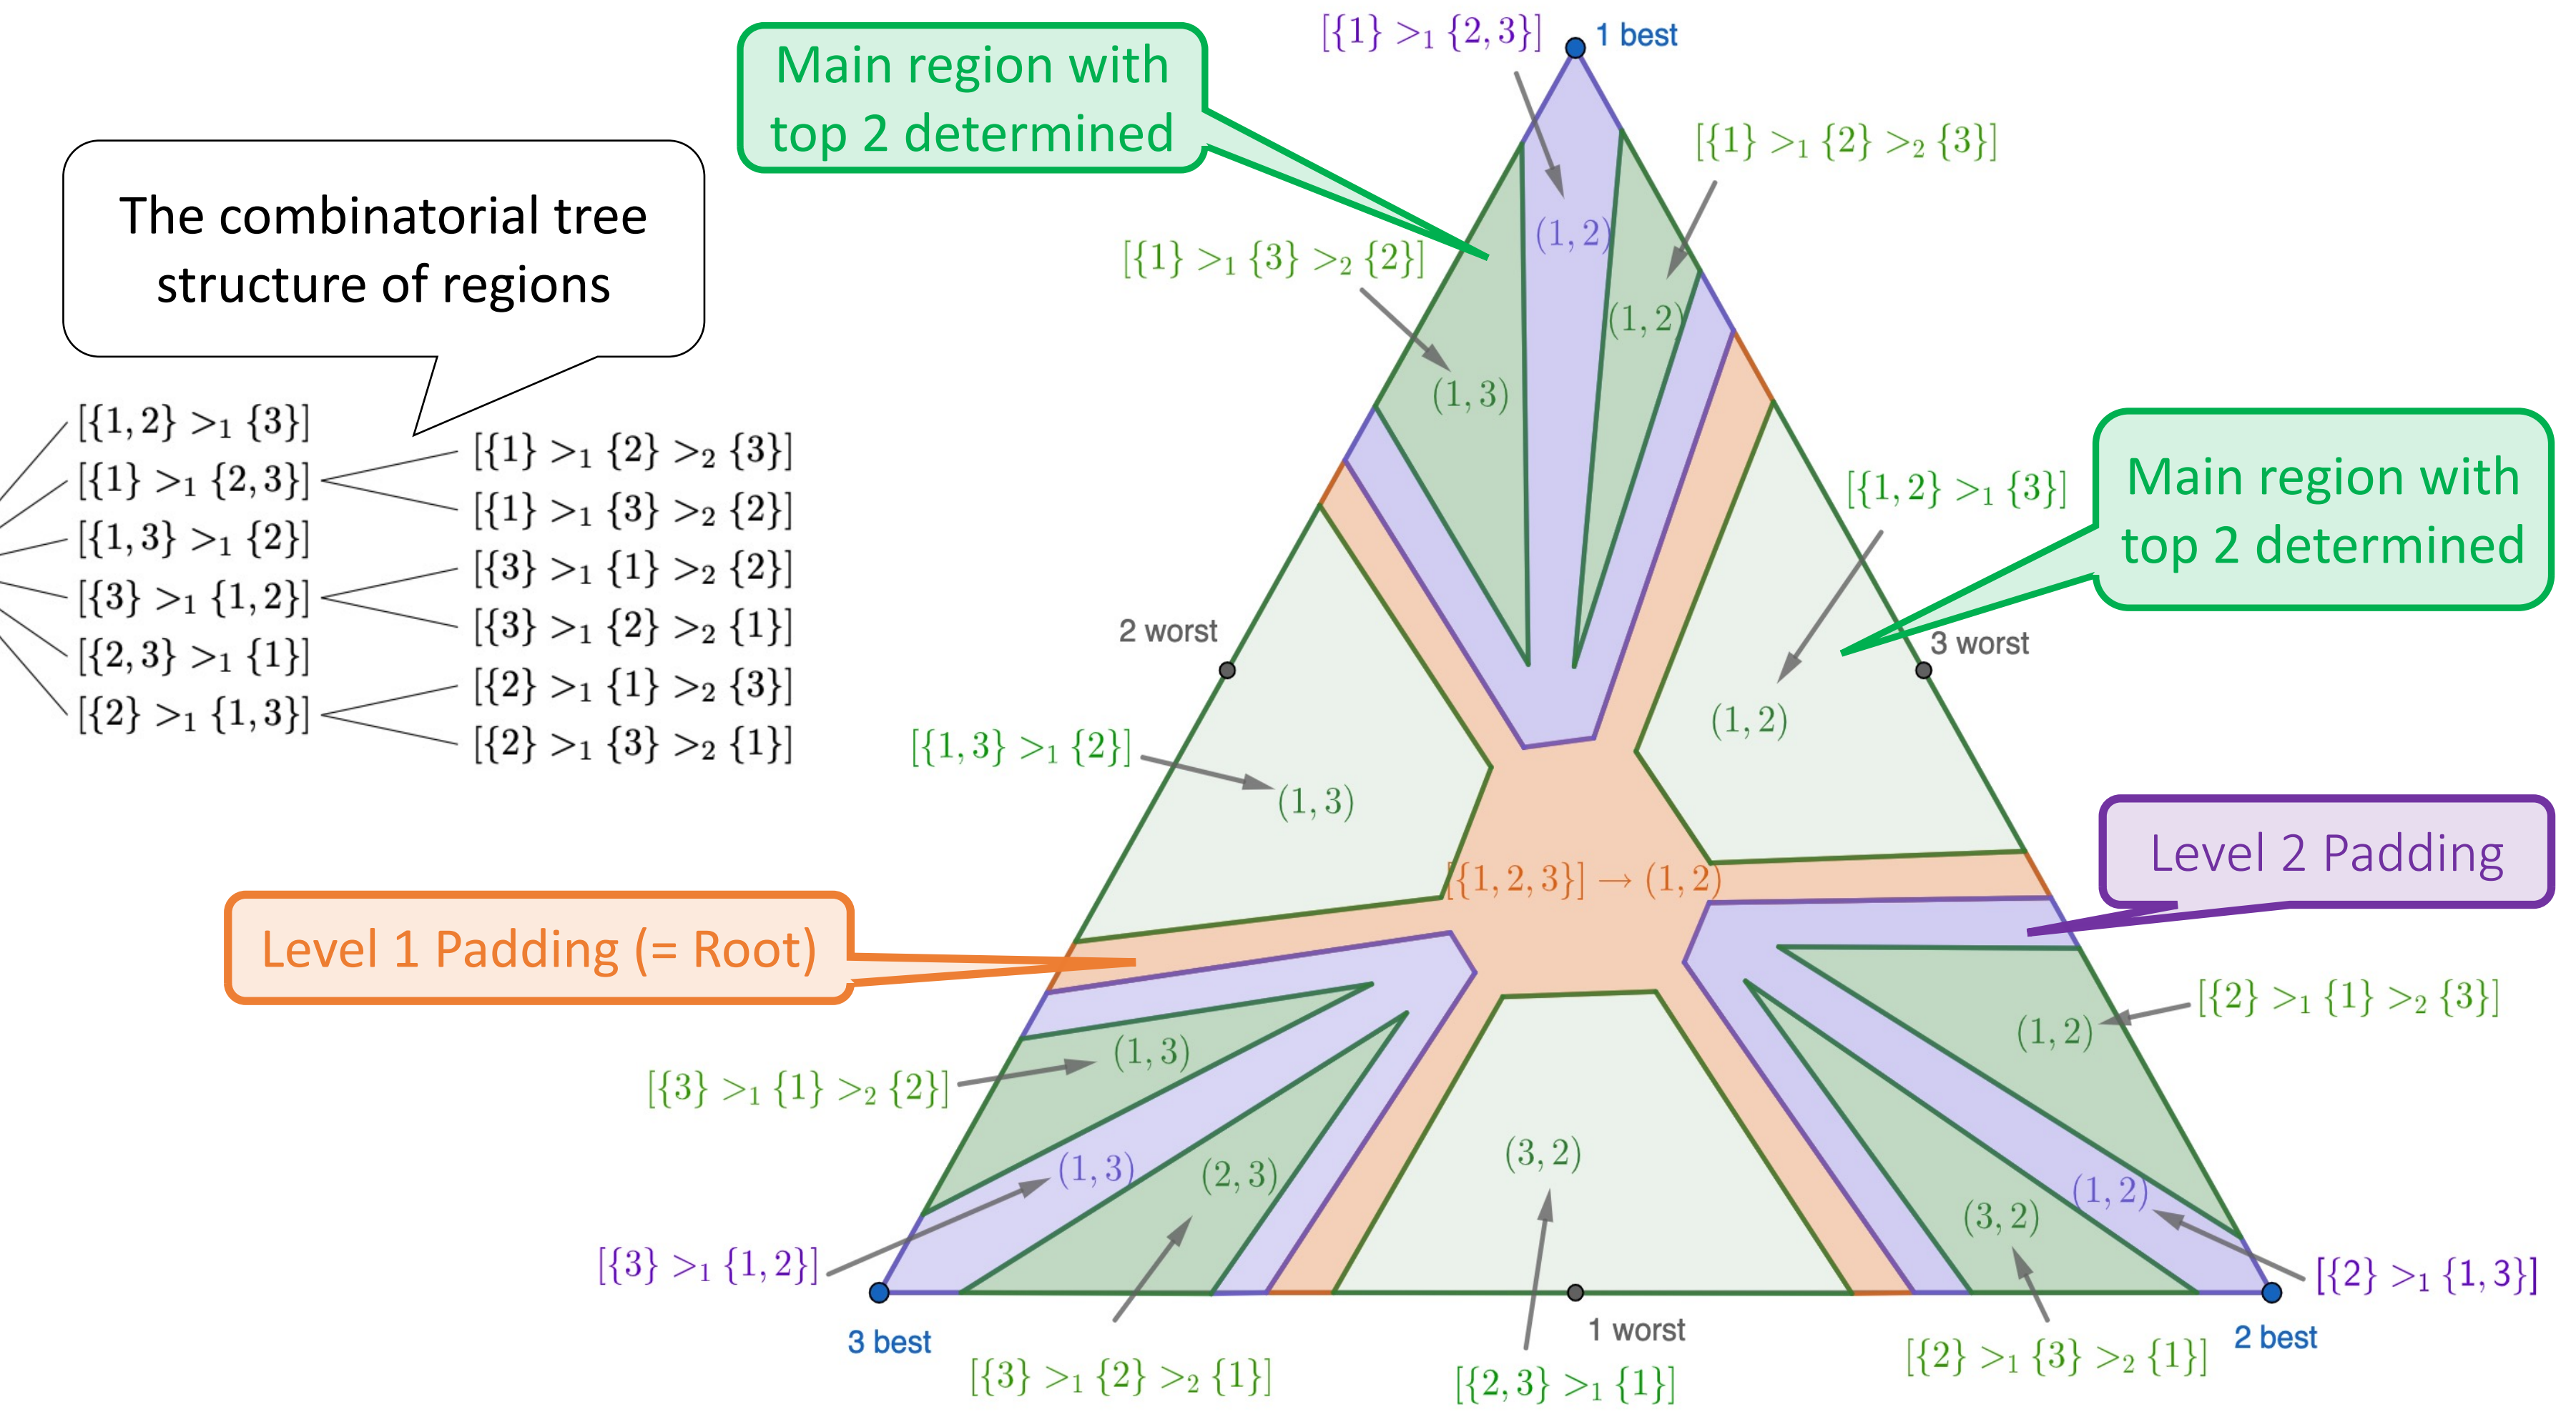 The combinatorial tree
structure of regions
[{1,2} >₁ {3}]
[{1} >₁ {2,3}]
[{1,3} >₁ {2}]
[{3} >₁ {1,2}]
[{2,3} >₁ {1}]
[{2} >₁ {1,3}]
[{1} >₁ {2} >₂ {3}]
[{1} >₁ {3} >₂ {2}]
[{3} >₁ {1} >₂ {2}]
[{3} >₁ {2} >₂ {1}]
[{2} >₁ {1} >₂ {3}]
[{2} >₁ {3} >₂ {1}]
Main region with
top 2 determined
[{1} >₁ {2,3}]
1 best
[{1} >₁ {2} >₂ {3}]
(1,2)
[{1} >₁ {3} >₂ {2}]
(1,2)
(1,3)
[{1,2} >₁ {3}]
Main region with
top 2 determined
2 worst
3 worst
(1,2)
[{1,3} >₁ {2}]
(1,3)
[{1,2,3}] → (1,2)
Level 2 Padding
Level 1 Padding (= Root)
[{2} >₁ {1} >₂ {3}]
(1,2)
(1,3)
[{3} >₁ {1} >₂ {2}]
(3,2)
(1,3)
(2,3)
(1,2)
(3,2)
[{3} >₁ {1,2}]
[{2} >₁ {1,3}]
3 best
1 worst
2 best
[{3} >₁ {2} >₂ {1}]
[{2,3} >₁ {1}]
[{2} >₁ {3} >₂ {1}]